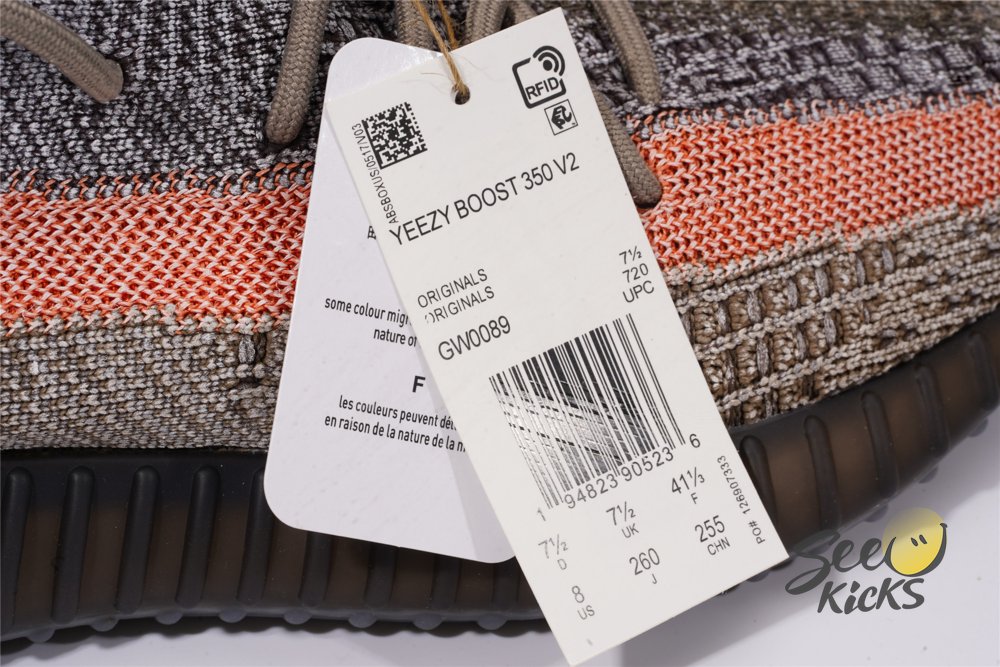 RFID
ABSBOXUS/0517/V03
YEEZY BOOST 350 V2
ORIGINALS
ORIGINALS
7½
720
UPC
GW0089
1 94823 90523 6
7½
D
7½
UK
41⅓
F
8
US
260
J
255
CHN
PO# 126907333
some colour
nature of
F
les couleurs peuvent
en raison de la nature de la
See
Kicks